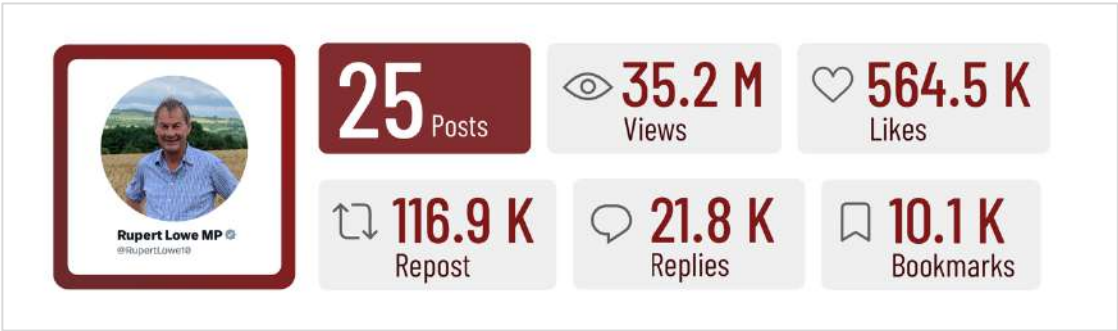 Rupert Lowe MP
@RupertLowe10
25 Posts
35.2 M
Views
564.5 K
Likes
116.9 K
Repost
21.8 K
Replies
10.1 K
Bookmarks